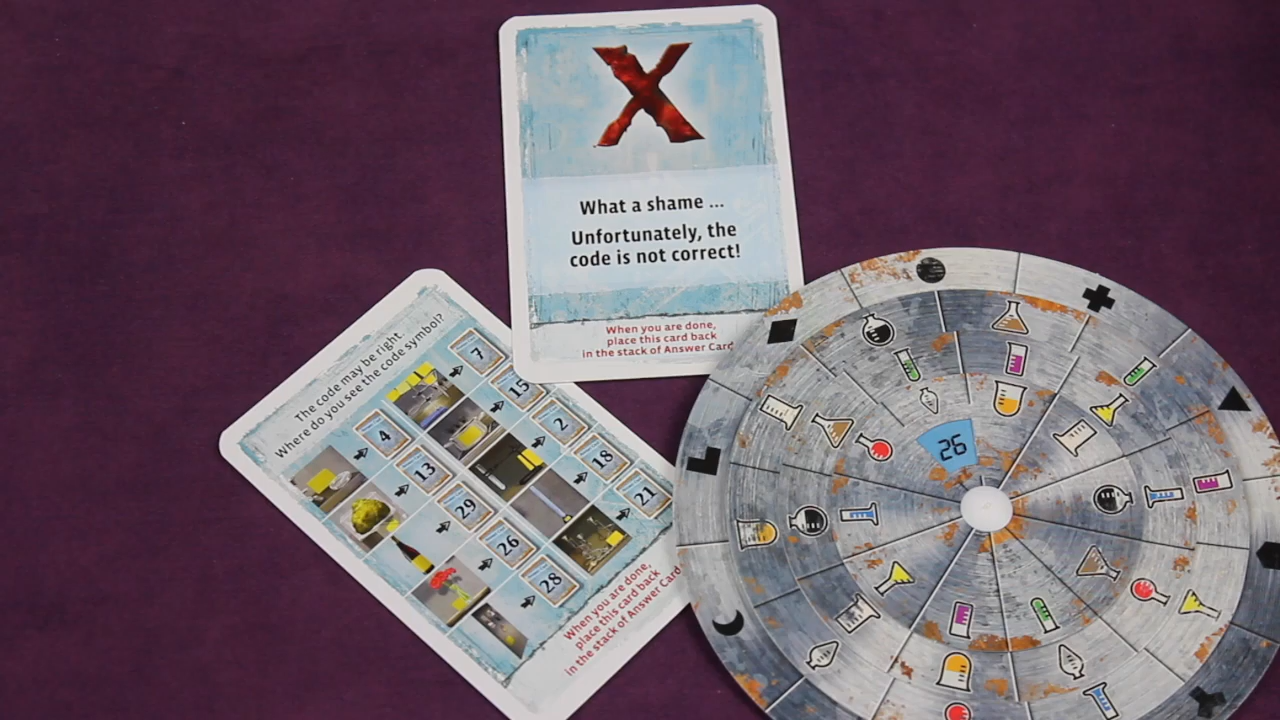 X
What a shame ...
Unfortunately, the
code is not correct!
When you are done,
place this card back
in the stack of Answer Card
The code may be right.
Where do you see the code symbol?
7
15
2
18
21
4
13
29
26
28
When you are done,
place this card back
in the stack of Answer Card
26